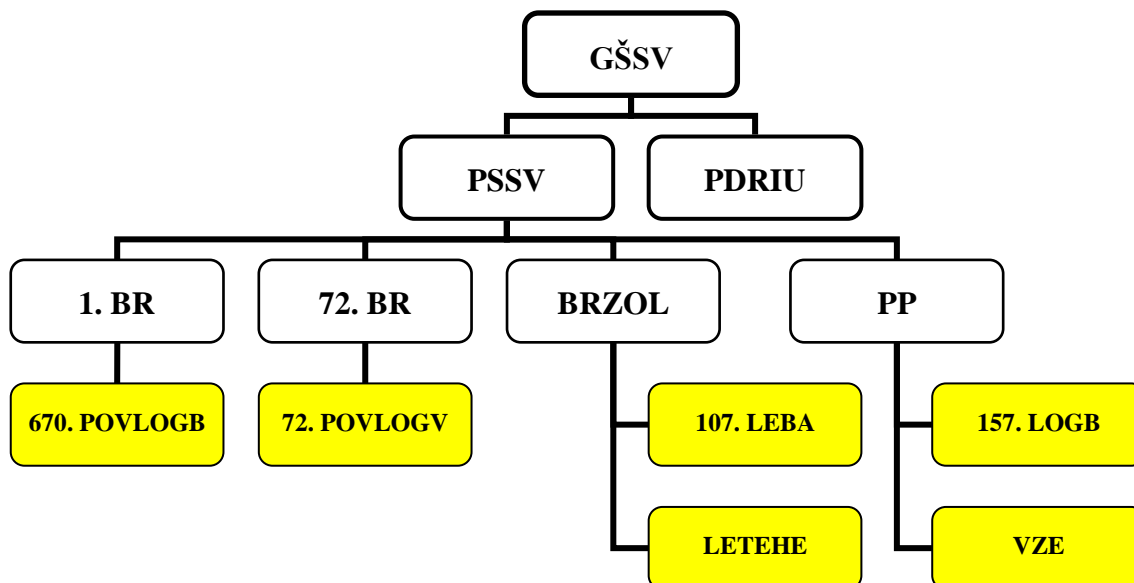 GŠSV
PSSV
PDRIU
1. BR
72. BR
BRZOL
PP
670. POVLOGB
72. POVLOGV
107. LEBA
157. LOGB
LETEHE
VZE